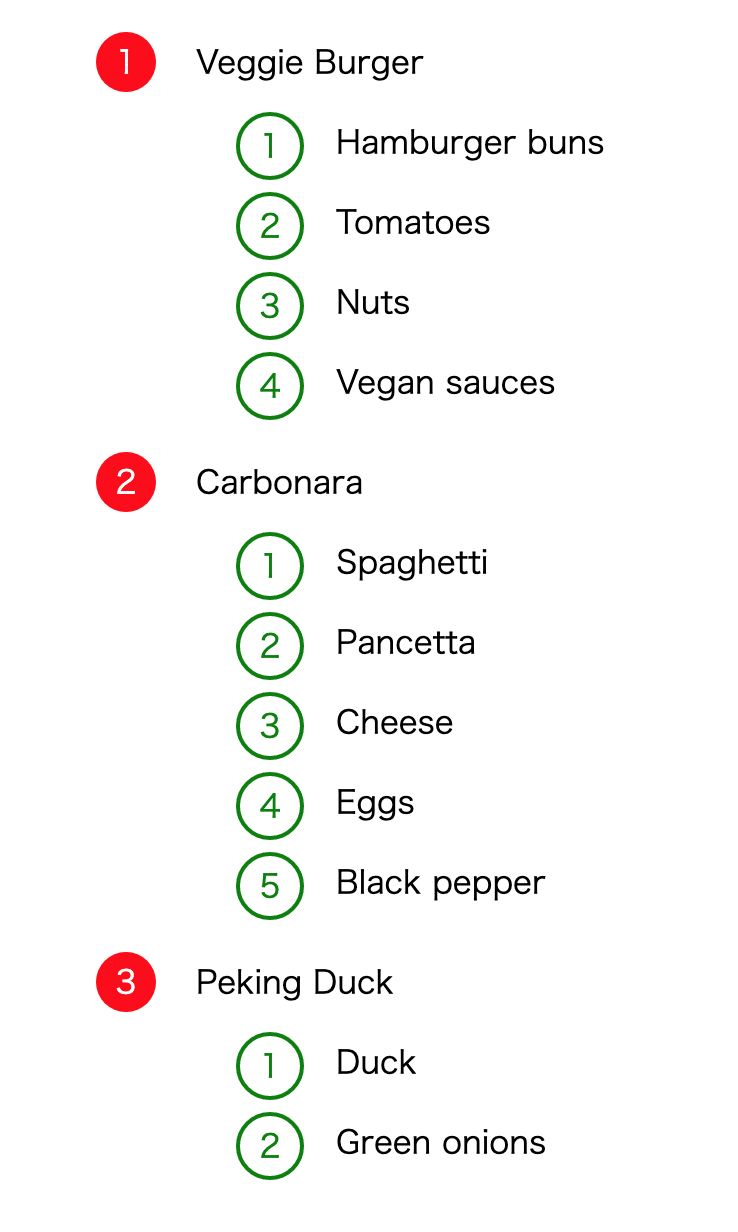 1 Veggie Burger
1 Hamburger buns
2 Tomatoes
3 Nuts
4 Vegan sauces
2 Carbonara
1 Spaghetti
2 Pancetta
3 Cheese
4 Eggs
5 Black pepper
3 Peking Duck
1 Duck
2 Green onions